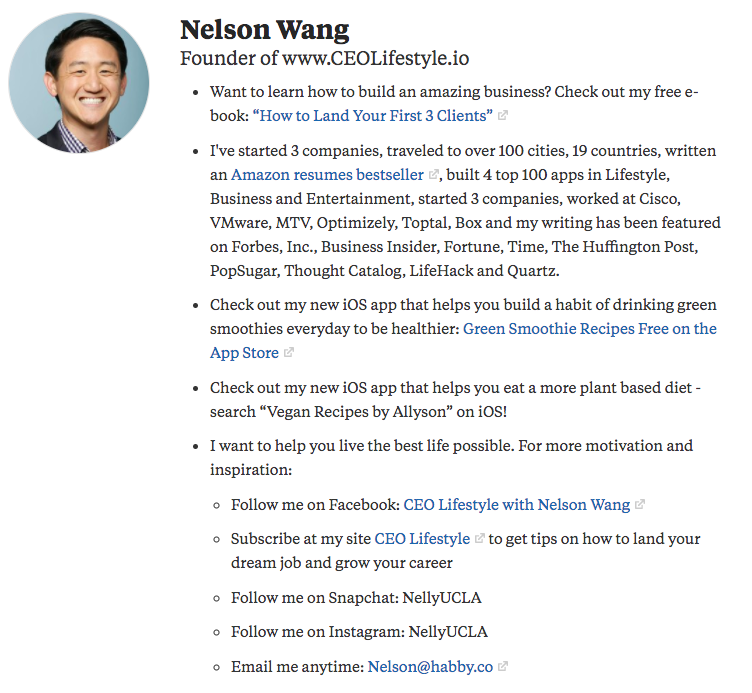 Nelson Wang
Founder of www.CEOLifestyle.io
• Want to learn how to build an amazing business? Check out my free e-
book: “How to Land Your First 3 Clients”
• I've started 3 companies, traveled to over 100 cities, 19 countries, written
an Amazon resumes bestseller, built 4 top 100 apps in Lifestyle,
Business and Entertainment, started 3 companies, worked at Cisco,
VMware, MTV, Optimizely, Toptal, Box and my writing has been featured
on Forbes, Inc., Business Insider, Fortune, Time, The Huffington Post,
PopSugar, Thought Catalog, LifeHack and Quartz.
• Check out my new iOS app that helps you build a habit of drinking green
smoothies everyday to be healthier: Green Smoothie Recipes Free on the
App Store
• Check out my new iOS app that helps you eat a more plant based diet -
search “Vegan Recipes by Allyson” on iOS!
• I want to help you live the best life possible. For more motivation and
inspiration:
◦ Follow me on Facebook: CEO Lifestyle with Nelson Wang
◦ Subscribe at my site CEO Lifestyle to get tips on how to land your
dream job and grow your career
◦ Follow me on Snapchat: NellyUCLA
◦ Follow me on Instagram: NellyUCLA
◦ Email me anytime: Nelson@habby.co